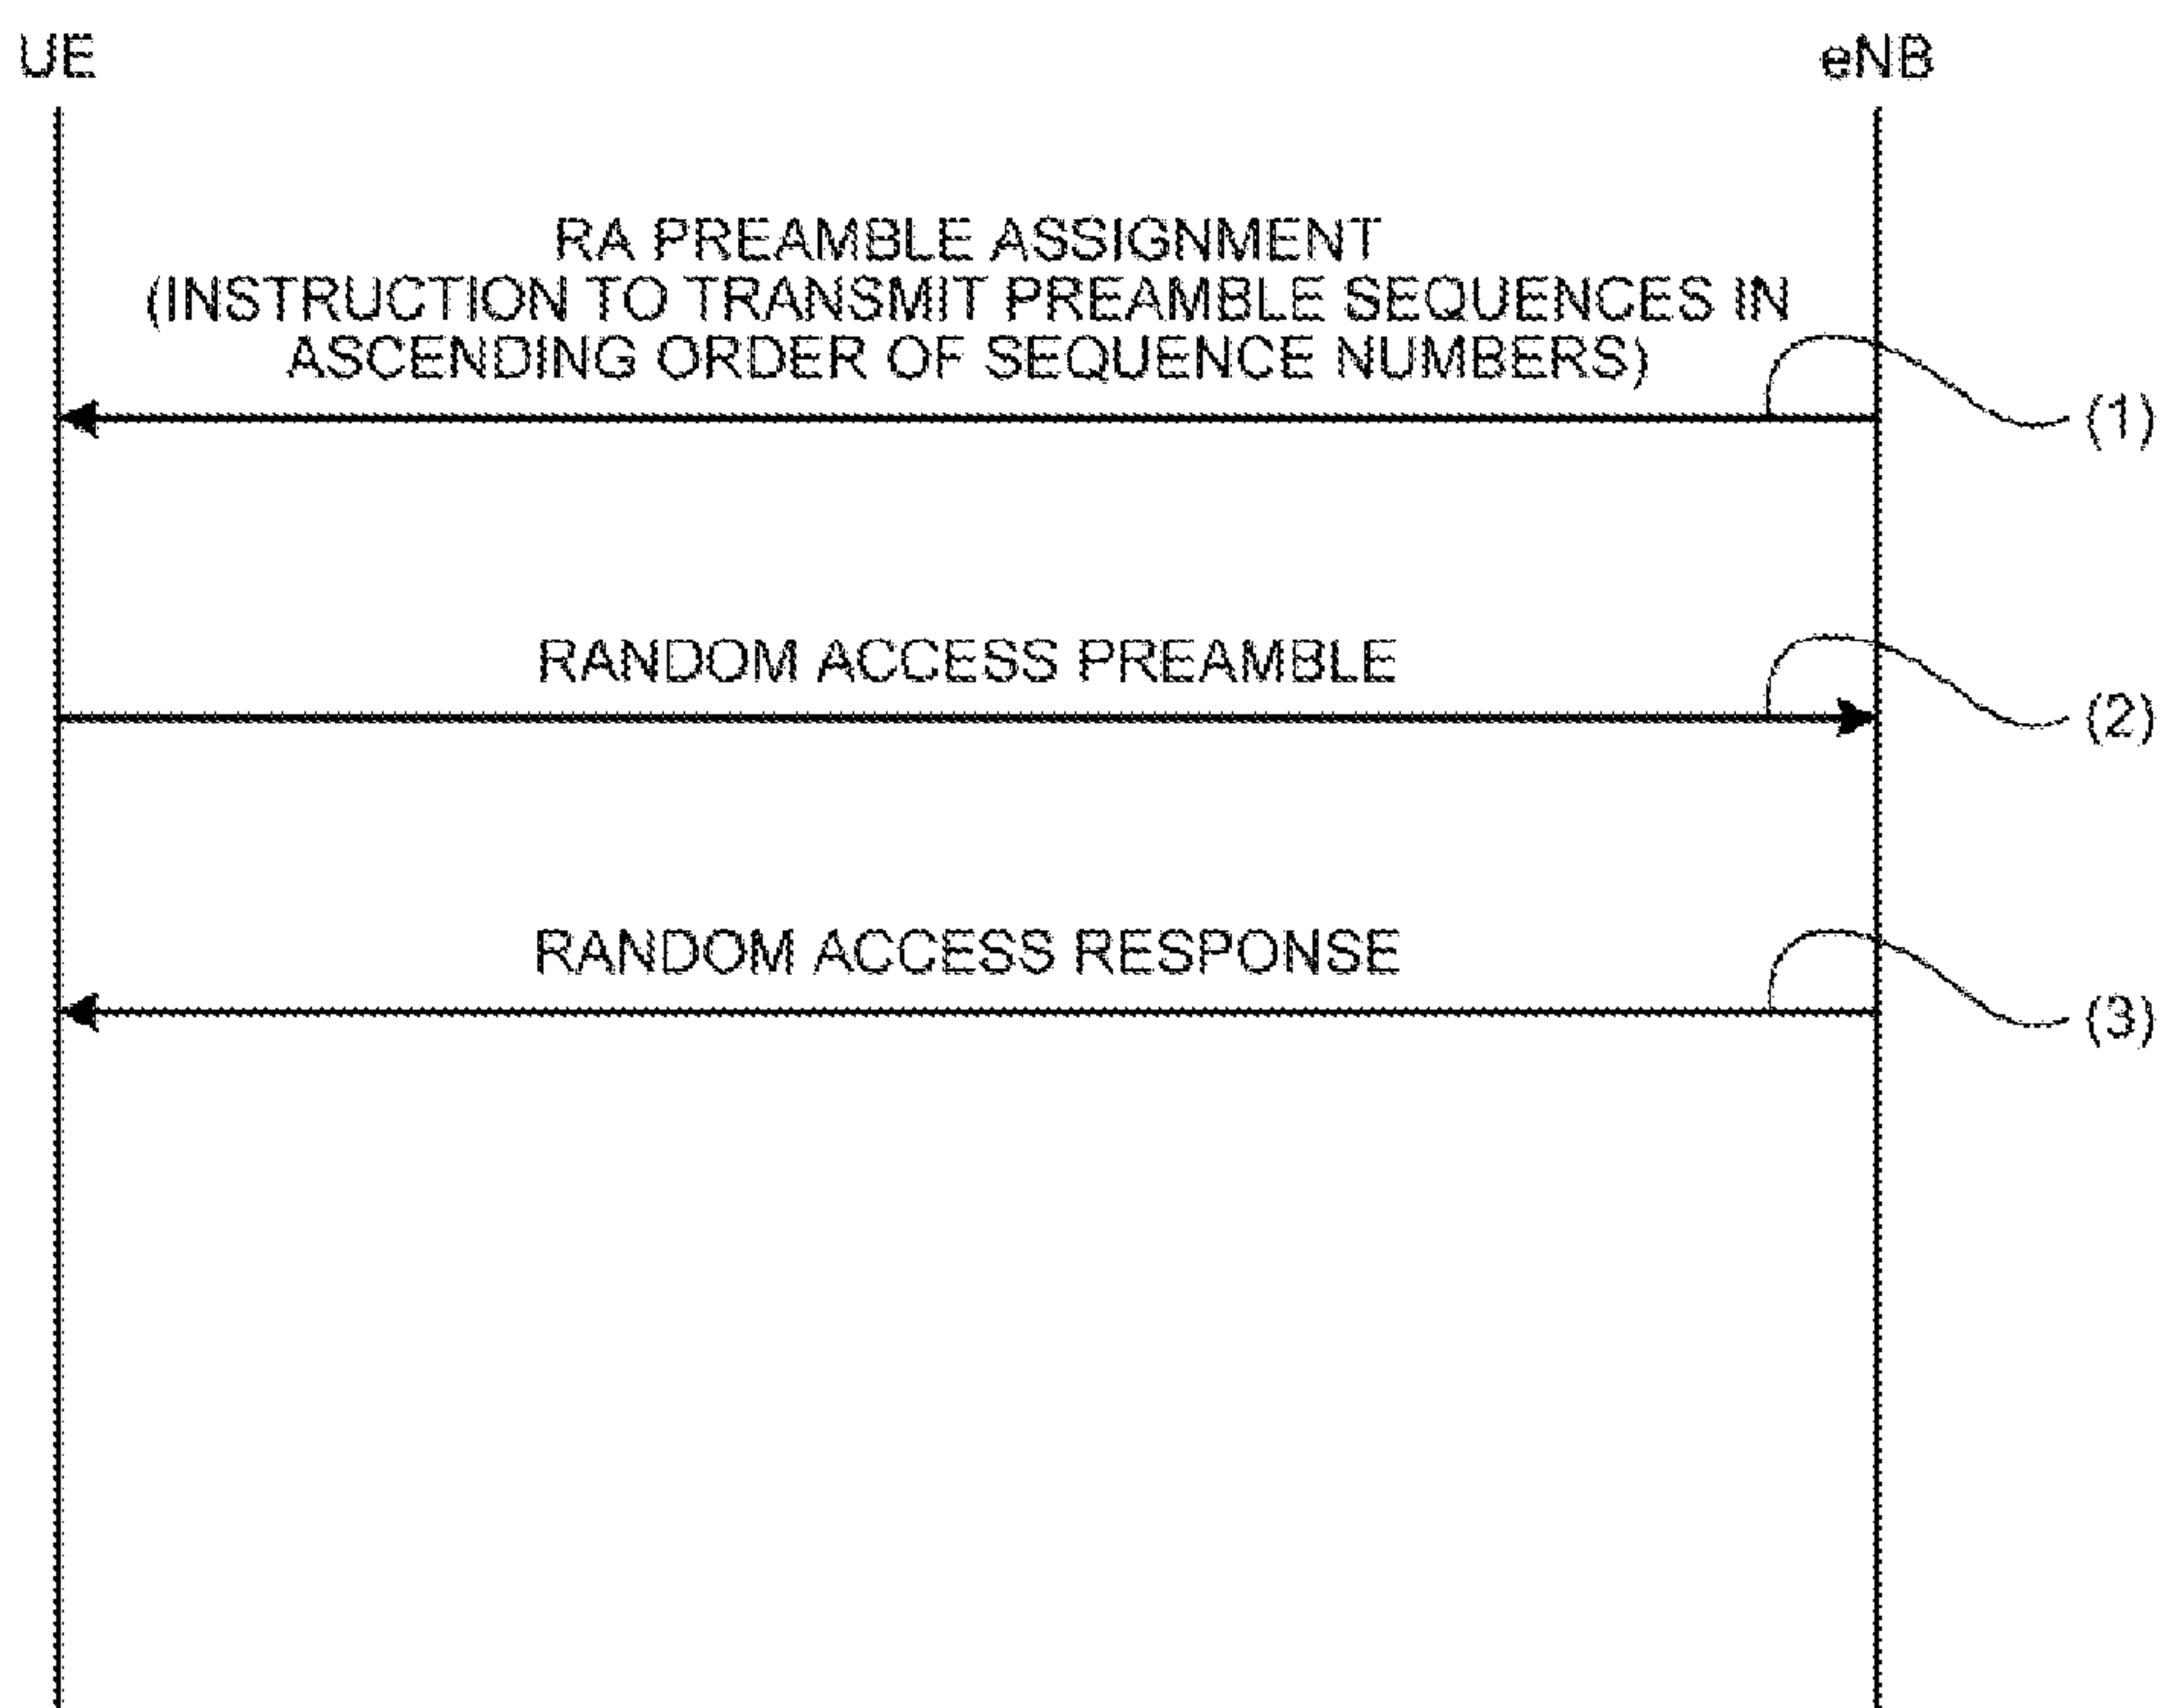 UE
eNB
RA PREAMBLE ASSIGNMENT
(INSTRUCTION TO TRANSMIT PREAMBLE SEQUENCES IN
ASCENDING ORDER OF SEQUENCE NUMBERS)
(1)
RANDOM ACCESS PREAMBLE
(2)
RANDOM ACCESS RESPONSE
(3)